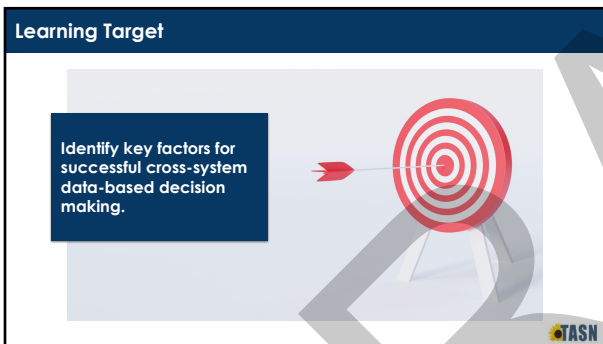 Learning Target
Identify key factors for
successful cross-system
data-based decision
making.
TASN